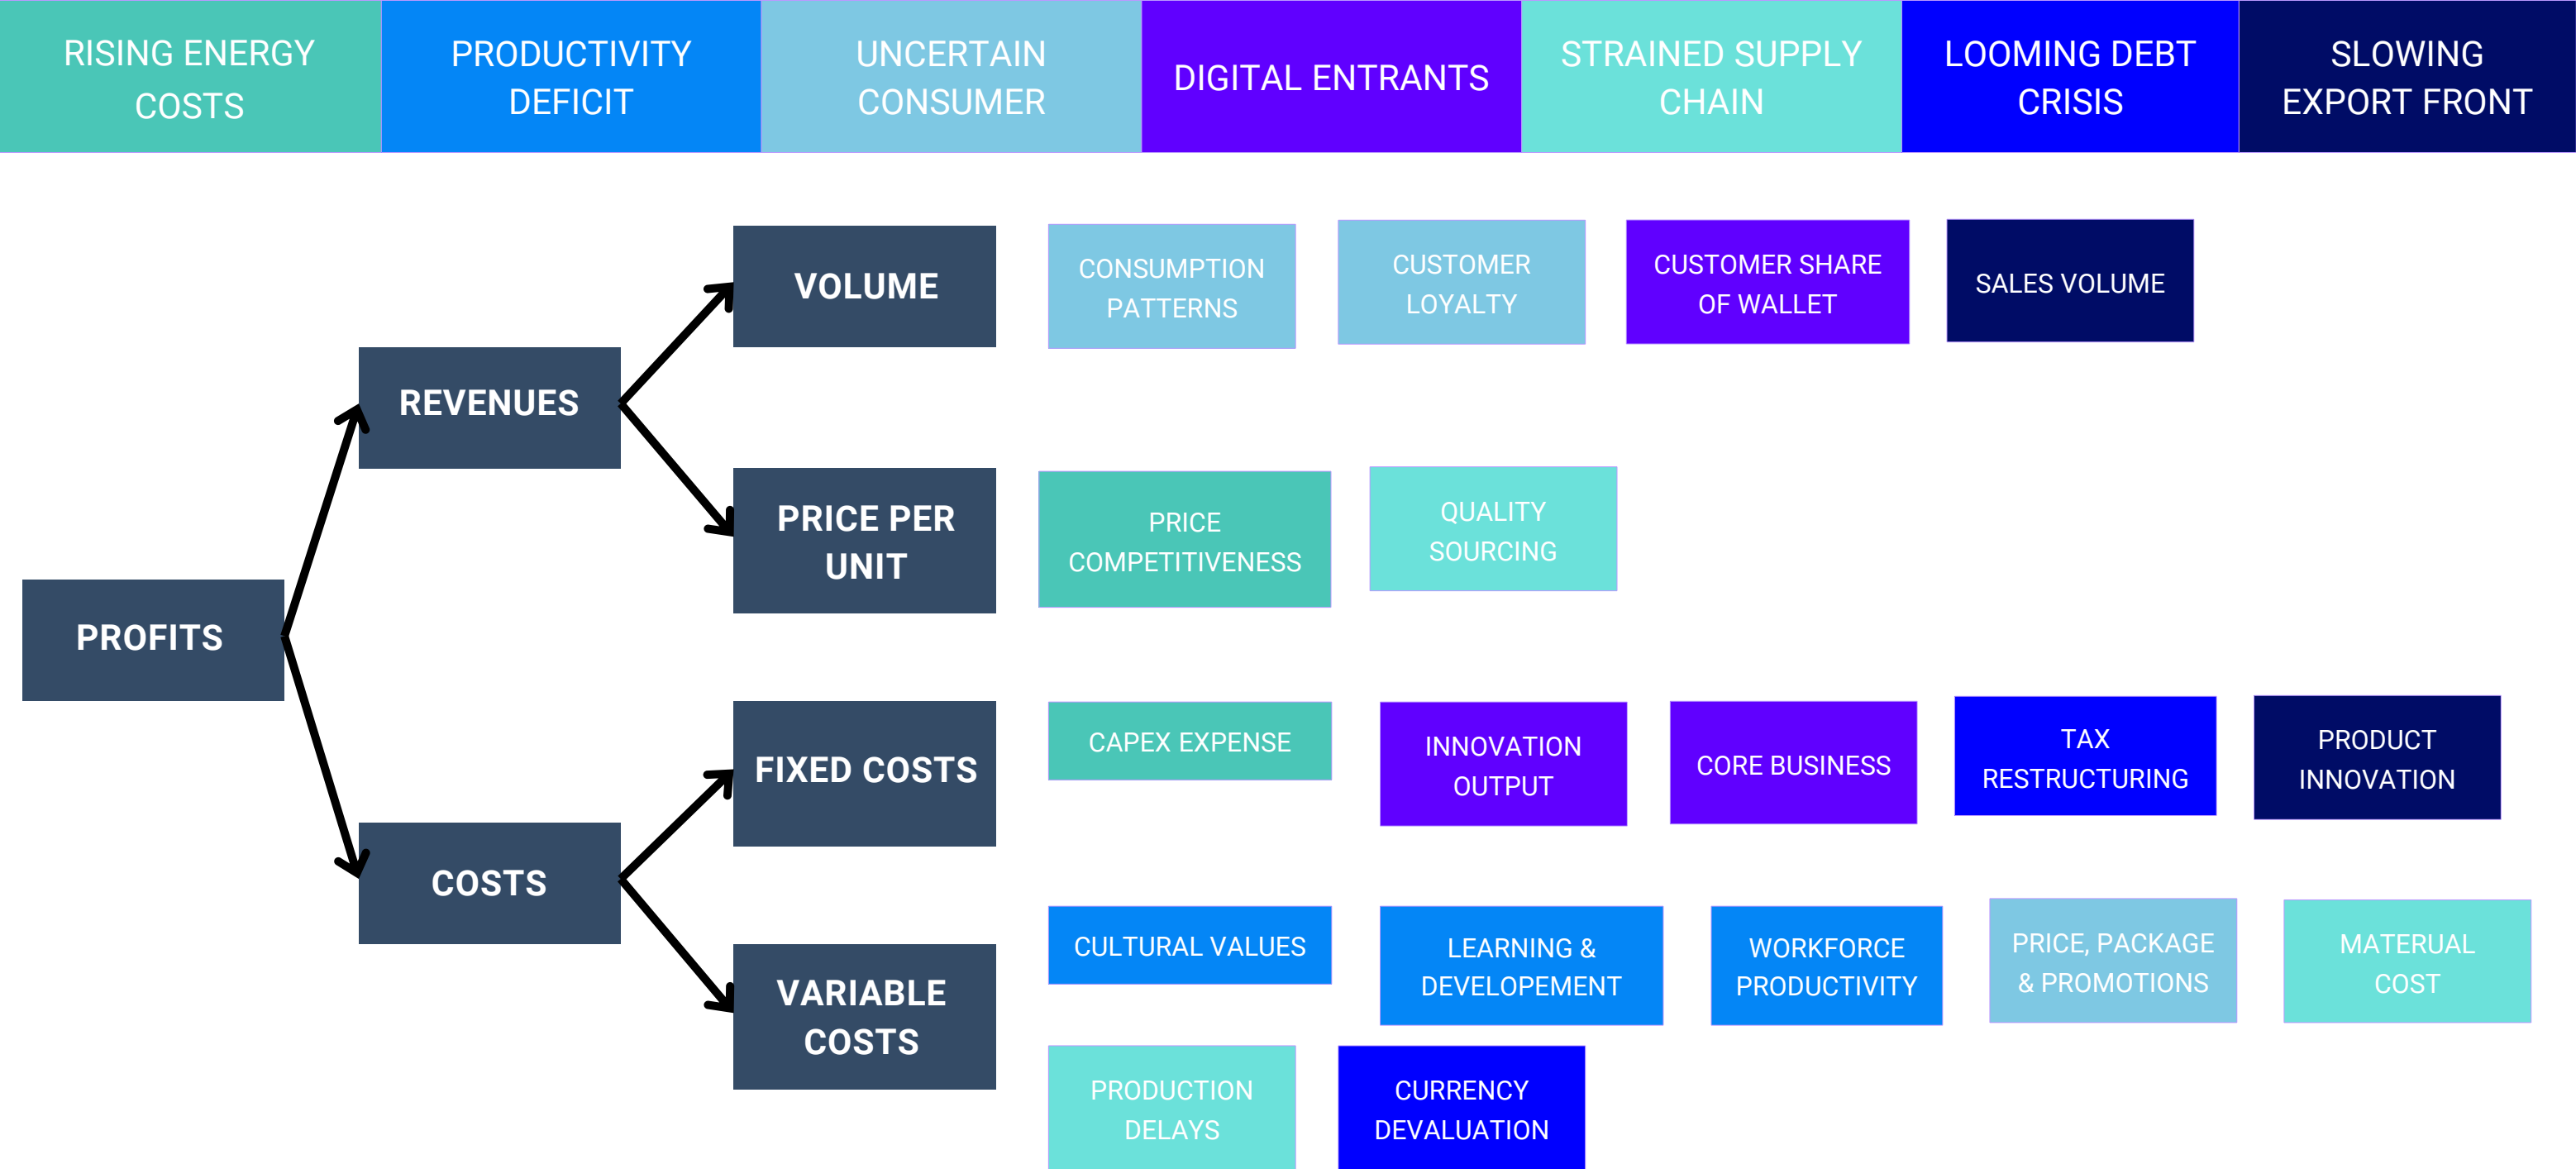 RISING ENERGY
COSTS
PRODUCTIVITY
DEFICIT
UNCERTAIN
CONSUMER
DIGITAL ENTRANTS
STRAINED SUPPLY
CHAIN
LOOMING DEBT
CRISIS
SLOWING
EXPORT FRONT
PROFITS
REVENUES
VOLUME
CONSUMPTION
PATTERNS
CUSTOMER
LOYALTY
CUSTOMER SHARE
OF WALLET
SALES VOLUME
PRICE PER
UNIT
PRICE
COMPETITIVENESS
QUALITY
SOURCING
COSTS
FIXED COSTS
CAPEX EXPENSE
INNOVATION
OUTPUT
CORE BUSINESS
TAX
RESTRUCTURING
PRODUCT
INNOVATION
VARIABLE
COSTS
CULTURAL VALUES
LEARNING &
DEVELOPEMENT
WORKFORCE
PRODUCTIVITY
PRICE, PACKAGE
& PROMOTIONS
MATERUAL
COST
PRODUCTION
DELAYS
CURRENCY
DEVALUATION